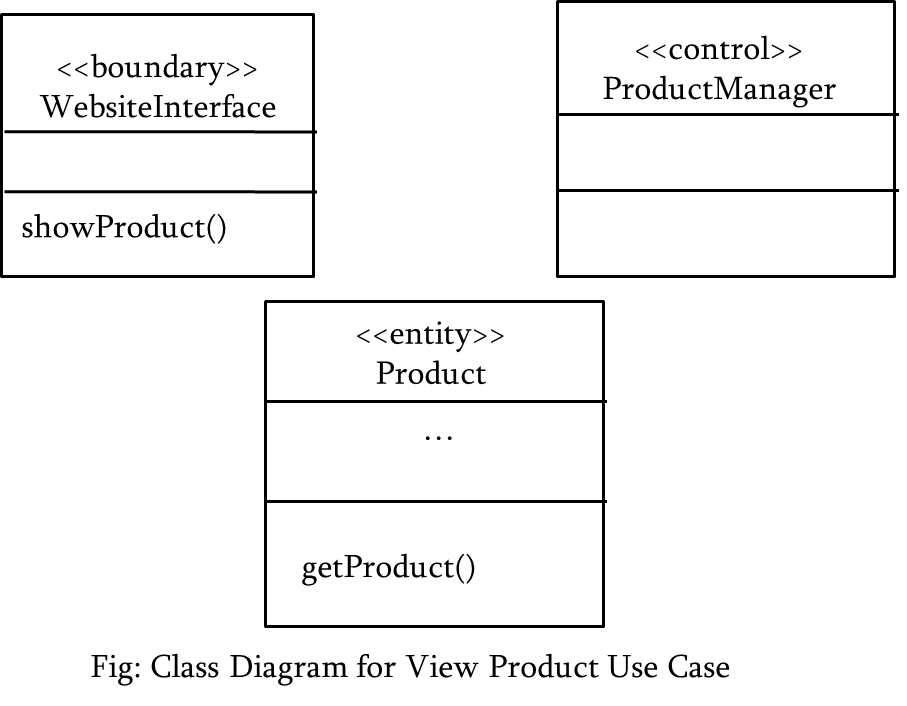 <<boundary>>
WebsiteInterface
showProduct()
<<control>>
ProductManager
<<entity>>
Product
...
getProduct()
Fig: Class Diagram for View Product Use Case